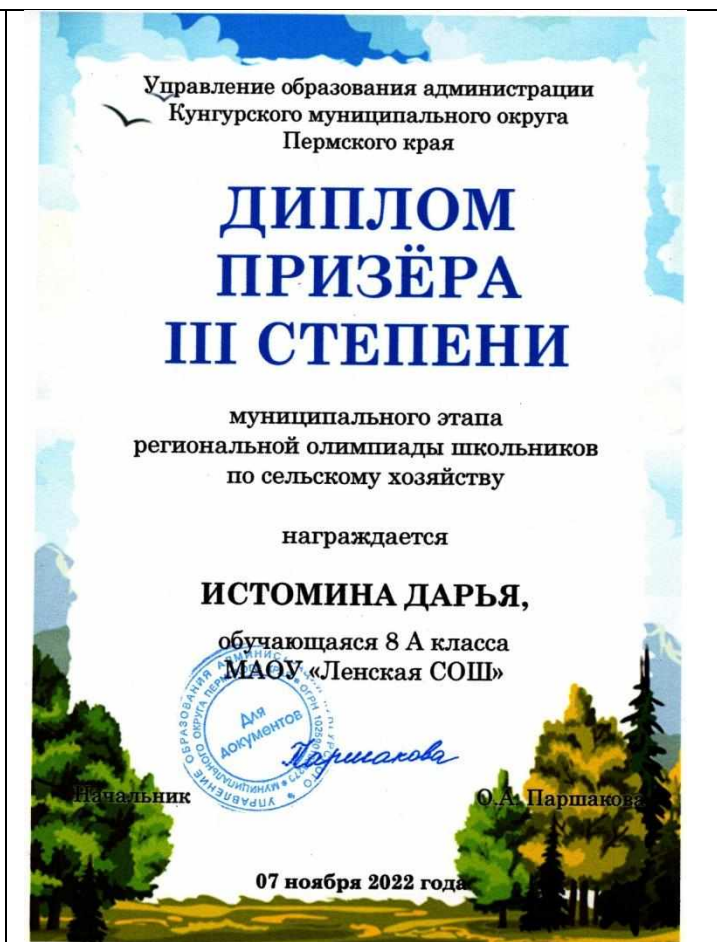 Управление образования администрации
Кунгурского муниципального округа
Пермского края
ДИПЛОМ
ПРИЗЁРА
III СТЕПЕНИ
муниципального этапа
региональной олимпиады школьников
по сельскому хозяйству
награждается
ИСТОМИНА ДАРЬЯ,
обучающаяся 8 А класса
МАОУ «Ленская СОШ»
Для
документов
Паршакова
Начальник
О.А. Паршакова
07 ноября 2022 года